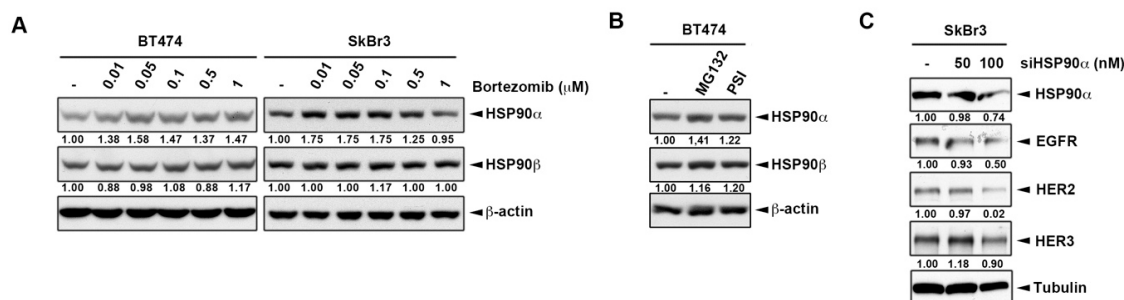 A
BT474
SkBr3
- 0.01 0.05 0.1 0.5 1 - 0.01 0.05 0.1 0.5 1 Bortezomib (μM)
HSP90α
1.00 1.38 1.58 1.47 1.37 1.47 1.00 1.75 1.75 1.75 1.25 0.95
HSP90β
1.00 0.88 0.98 1.08 0.88 1.17 1.00 1.00 1.00 1.17 1.00 1.00
β-actin
B
BT474
- MG132 PSI
HSP90α
1.00 1.41 1.22
HSP90β
1.00 1.16 1.20
β-actin
C
SkBr3
- 50 100 siHSP90α (nM)
HSP90α
1.00 0.98 0.74
EGFR
1.00 0.93 0.50
HER2
1.00 0.97 0.02
HER3
1.00 1.18 0.90
Tubulin